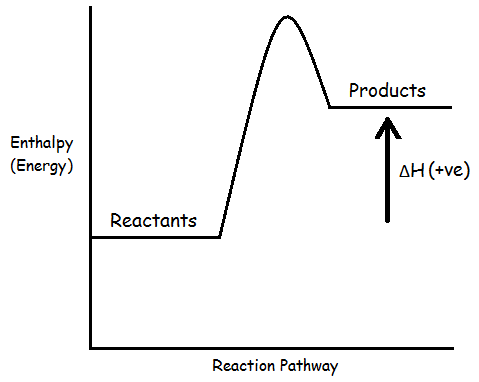 Products
Enthalpy
(Energy)
ΔH (+ve)
Reactants
Reaction Pathway